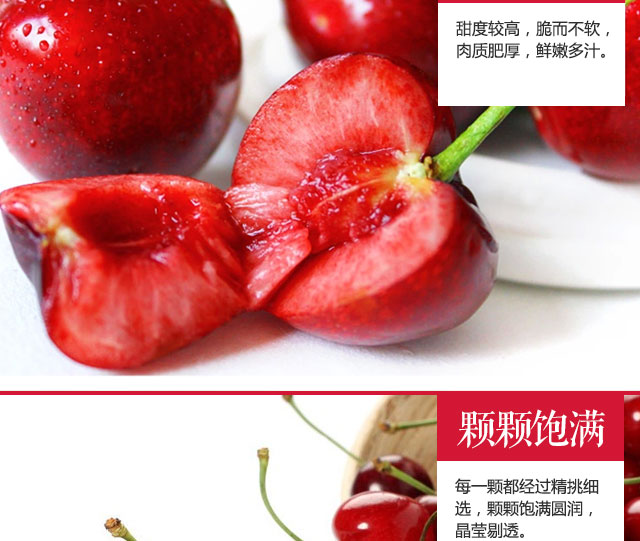 甜度较高，脆而不软，
肉质肥厚，鲜嫩多汁。
颗颗饱满
每一颗都经过精挑细
选，颗颗饱满圆润，
晶莹剔透。